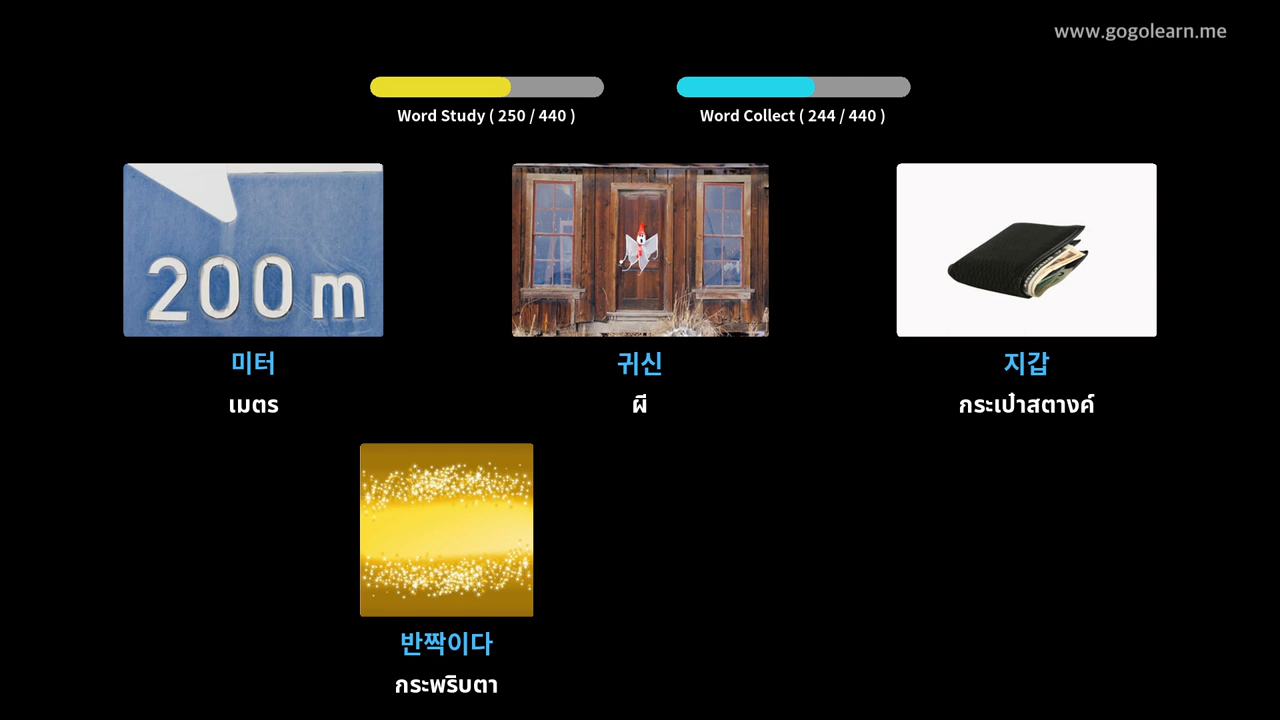 www.gogolearn.me
Word Study ( 250 / 440 )
Word Collect ( 244 / 440 )
200 m
미터
귀신
지갑
เมตร
ผี
กระเป๋าสตางค์
반짝이다
กระพริบตา